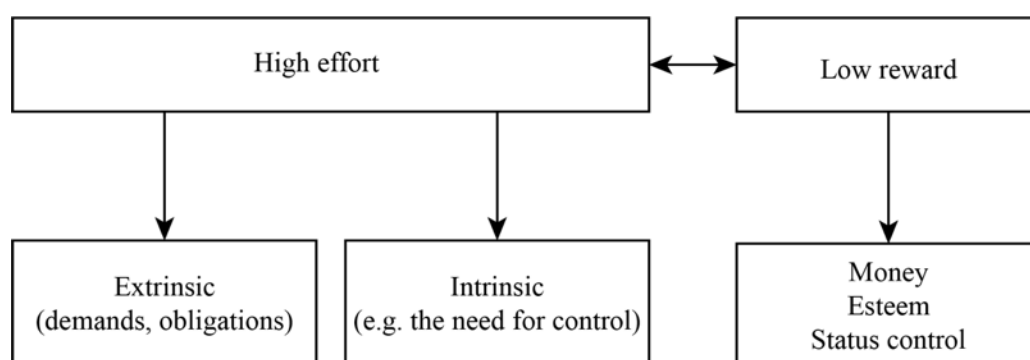 High effort
Low reward
Extrinsic
(demands, obligations)
Intrinsic
(e.g. the need for control)
Money
Esteem
Status control